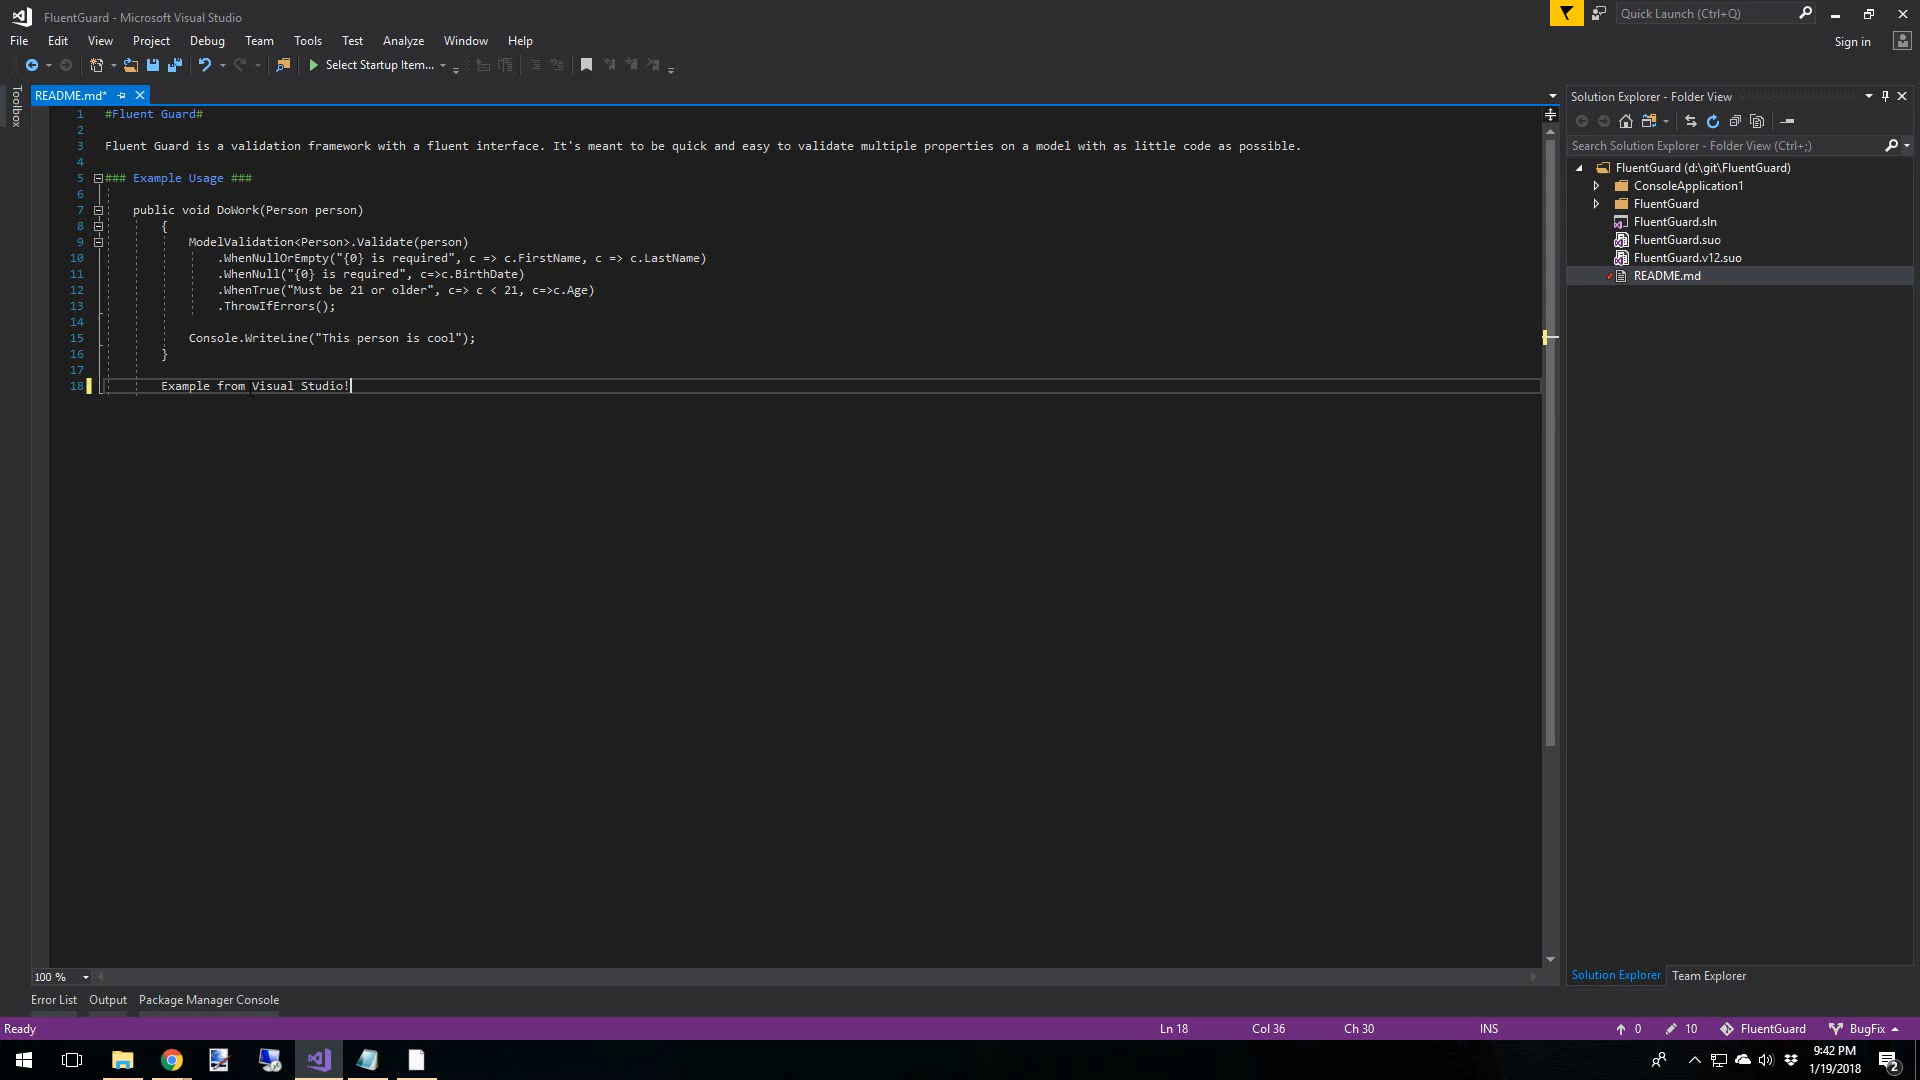 FluentGuard - Microsoft Visual Studio
Quick Launch (Ctrl+Q)
File Edit View Project Debug Team Tools Test Analyze Window Help
Sign in
Select Startup Item...
Toolbox
README.md*
1 #Fluent Guard#
2
3 Fluent Guard is a validation framework with a fluent interface. It's meant to be quick and easy to validate multiple properties on a model with as little code as possible.
4
5 ### Example Usage ###
6
7 public void DoWork(Person person)
8 {
9 ModelValidation<Person>.Validate(person)
10 .WhenNullOrEmpty("{0} is required", c => c.FirstName, c => c.LastName)
11 .WhenNull("{0} is required", c=>c.BirthDate)
12 .WhenTrue("Must be 21 or older", c=> c < 21, c=>c.Age)
13 .ThrowIfErrors();
14
15 Console.WriteLine("This person is cool");
16 }
17
18 Example from Visual Studio!
Solution Explorer - Folder View
Search Solution Explorer - Folder View (Ctrl+;)
FluentGuard (d:\git\FluentGuard)
ConsoleApplication1
FluentGuard
FluentGuard.sln
FluentGuard.suo
FluentGuard.v12.suo
README.md
Solution Explorer Team Explorer
100 %
Error List Output Package Manager Console
Ready Ln 18 Col 36 Ch 30 INS 0 10 FluentGuard BugFix
9:42 PM
1/19/2018
2